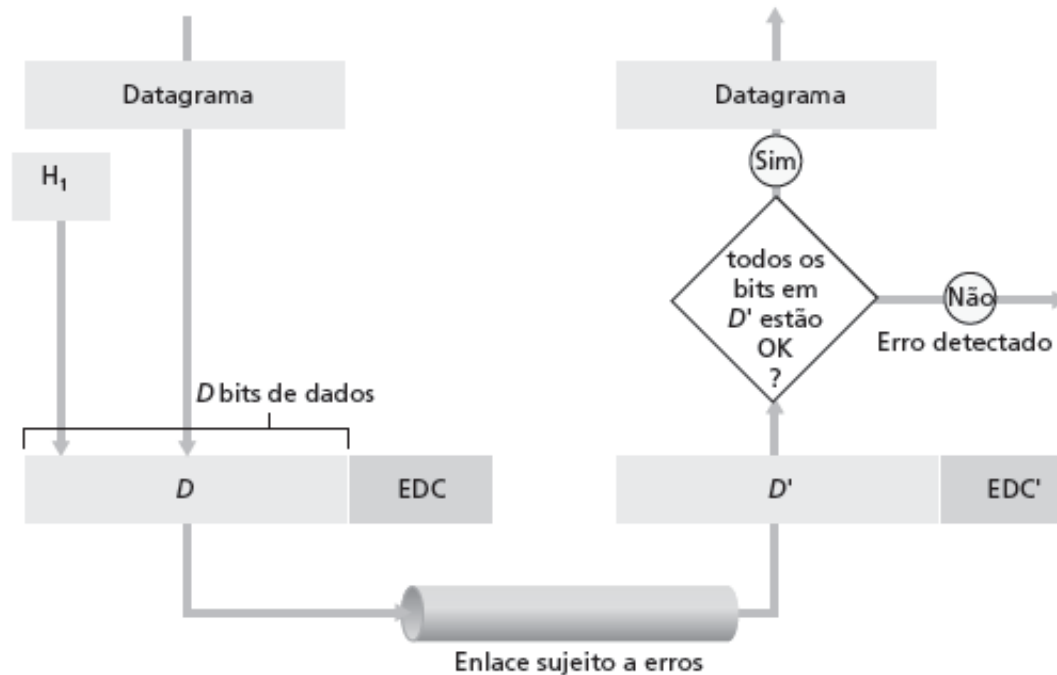 Datagrama
H1
D bits de dados
D
EDC
Enlace sujeito a erros
Datagrama
Sim
todos os
bits em
D' estão
OK
?
Não
Erro detectado
D'
EDC'